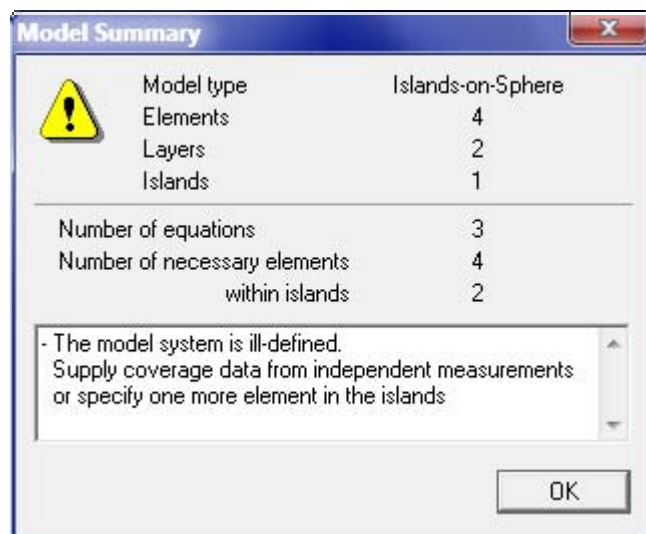 Model Summary
Model type Islands-on-Sphere
Elements 4
Layers 2
Islands 1
Number of equations 3
Number of necessary elements 4
within islands 2
- The model system is ill-defined.
Supply coverage data from independent measurements
or specify one more element in the islands
OK